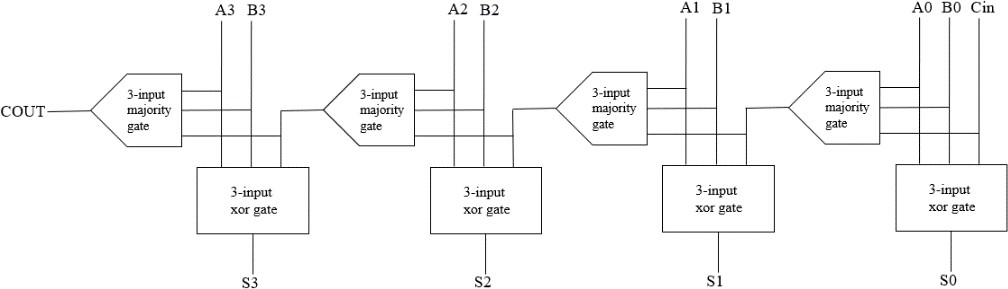 A3 B3
A2 B2
A1 B1
A0 B0 Cin
COUT
3-input
majority
gate
3-input
majority
gate
3-input
majority
gate
3-input
majority
gate
3-input
xor gate
3-input
xor gate
3-input
xor gate
3-input
xor gate
S3
S2
S1
S0